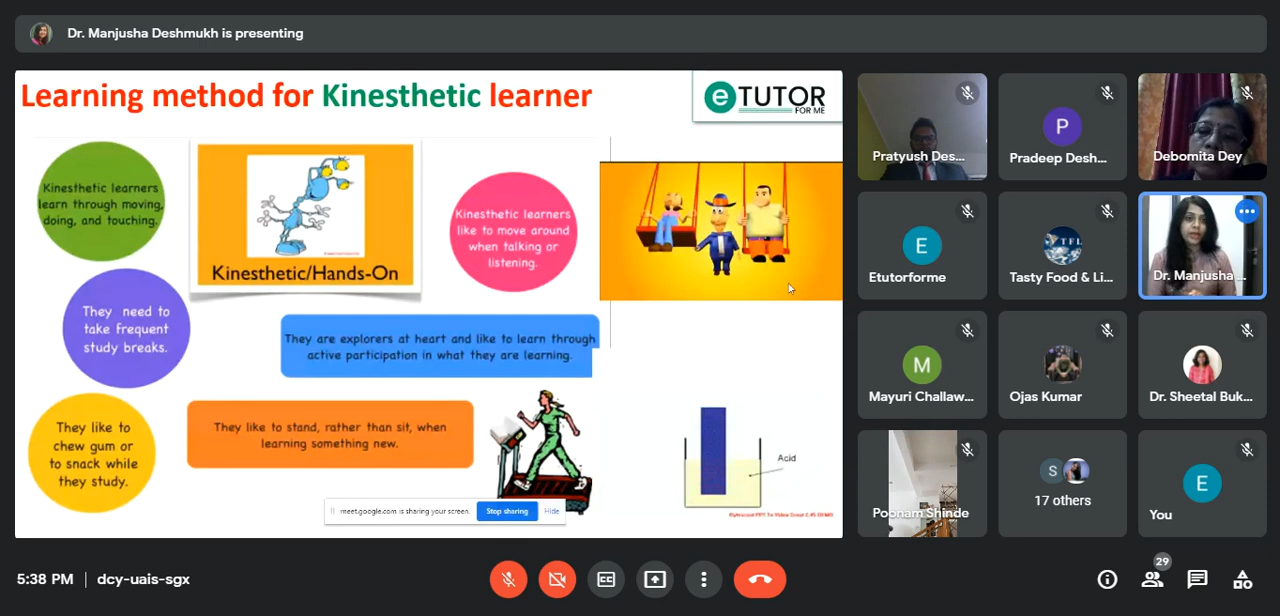 Dr. Manjusha Deshmukh is presenting
Learning method for Kinesthetic learner
e TUTOR
FOR ME
Kinesthetic learners
learn through moving,
doing, and touching.
Kinesthetic/Hands-On
Kinesthetic learners
like to move around
when talking or
listening.
They need to
take frequent
study breaks.
They are explorers at heart and like to learn through
active participation in what they are learning.
They like to
chew gum or
to snack while
they study.
They like to stand, rather than sit, when
learning something new.
Acid
meet.google.com is sharing your screen.
Stop sharing
Hide
Pratyush Des...
P
Pradeep Desh...
Debomita Dey
E
Etutorforme
TFL
Tasty Food & Li...
Dr. Manjusha ...
M
Mayuri Challaw...
Ojas Kumar
Dr. Sheetal Buk...
Poonam Shinde
S
17 others
E
You
5:38 PM | dcy-uais-sgx
CC
29